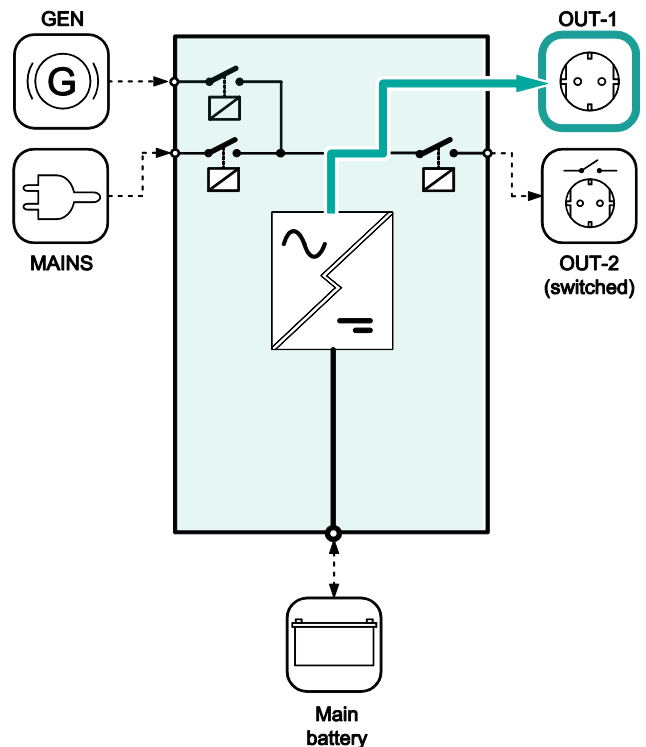 GEN
OUT-1
G
MAINS
OUT-2
(switched)
Main
battery